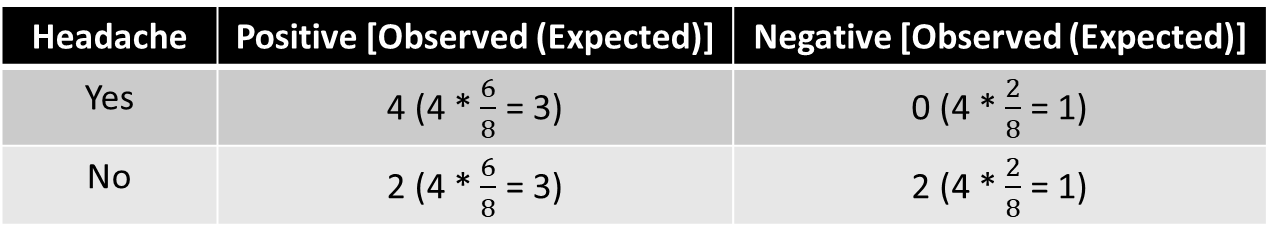 Headache Positive [Observed (Expected)] Negative [Observed (Expected)]
Yes 4 (4 * 6/8 = 3) 0 (4 * 2/8 = 1)
No 2 (4 * 6/8 = 3) 2 (4 * 2/8 = 1)